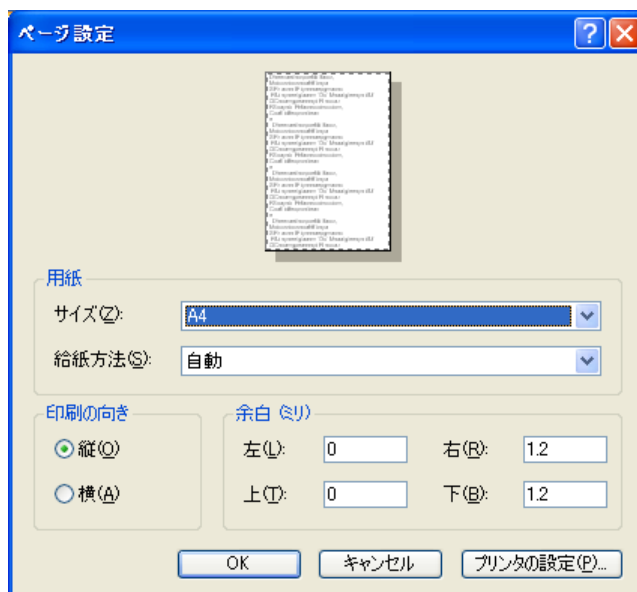 ページ設定
用紙
サイズ(Z):
A4
給紙方法(S):
自動
印刷の向き
縦(O)
横(A)
余白 (ミリ)
左(L): 0 右(R): 1.2
上(T): 0 下(B): 1.2
OK キャンセル プリンタの設定(P)...